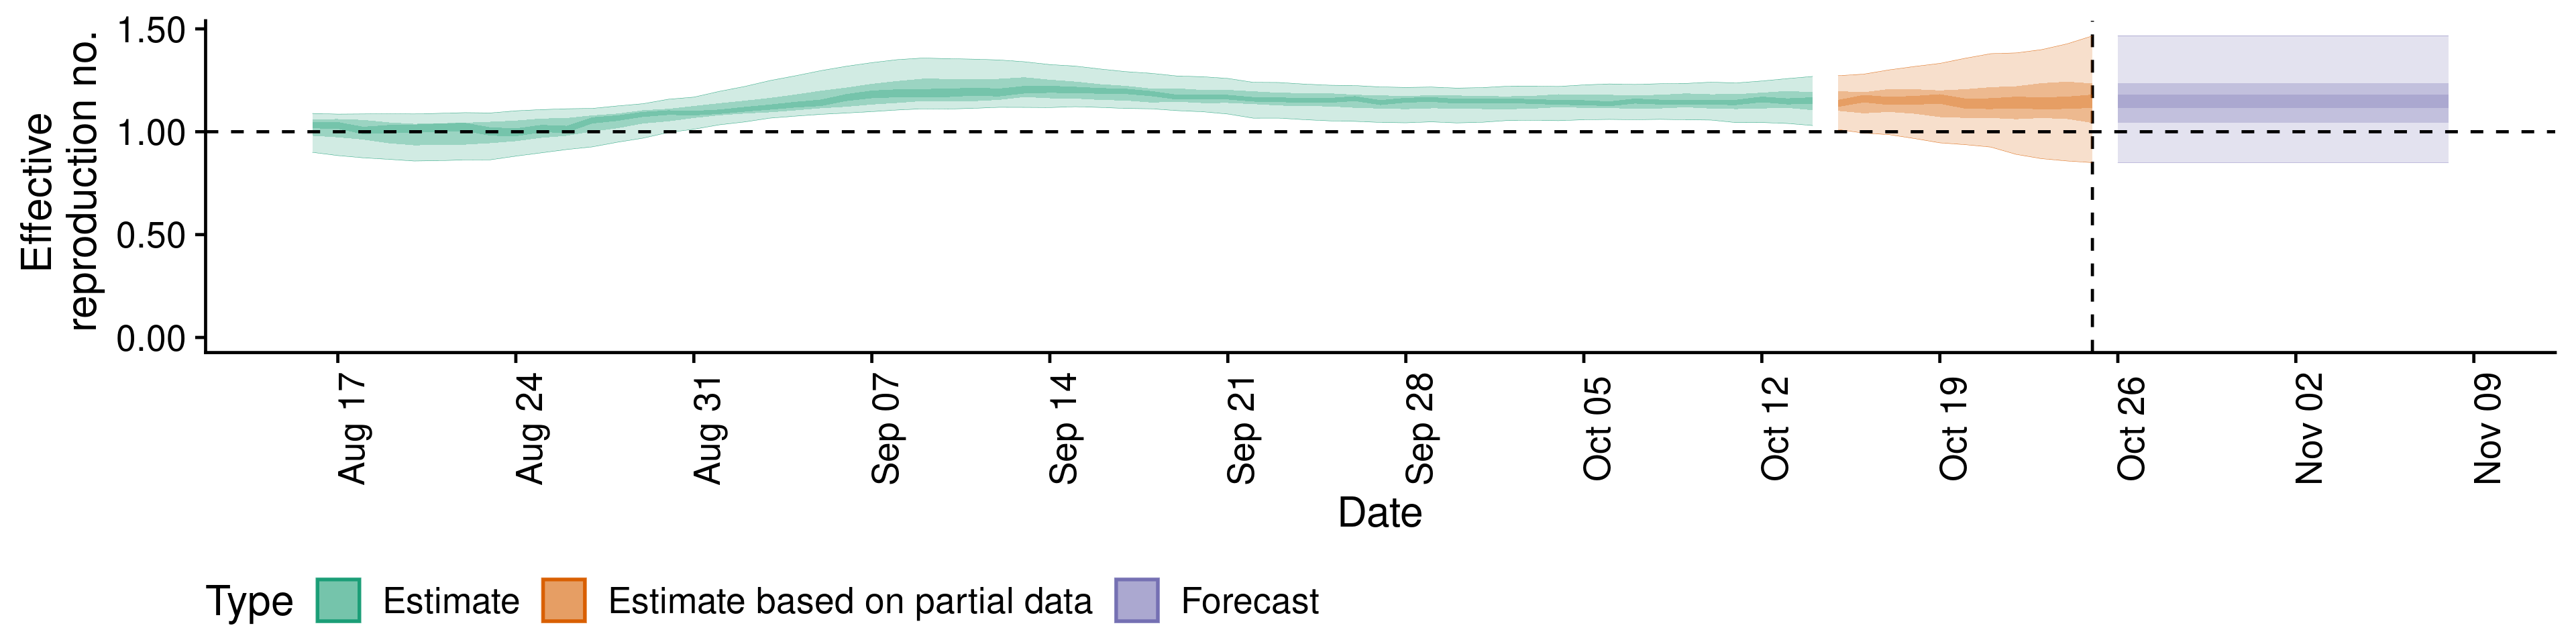 Effective
reproduction no.
1.50
1.00
0.50
0.00
Aug 17
Aug 24
Aug 31
Sep 07
Sep 14
Sep 21
Sep 28
Oct 05
Oct 12
Oct 19
Oct 26
Nov 02
Nov 09
Date
Type Estimate Estimate based on partial data Forecast